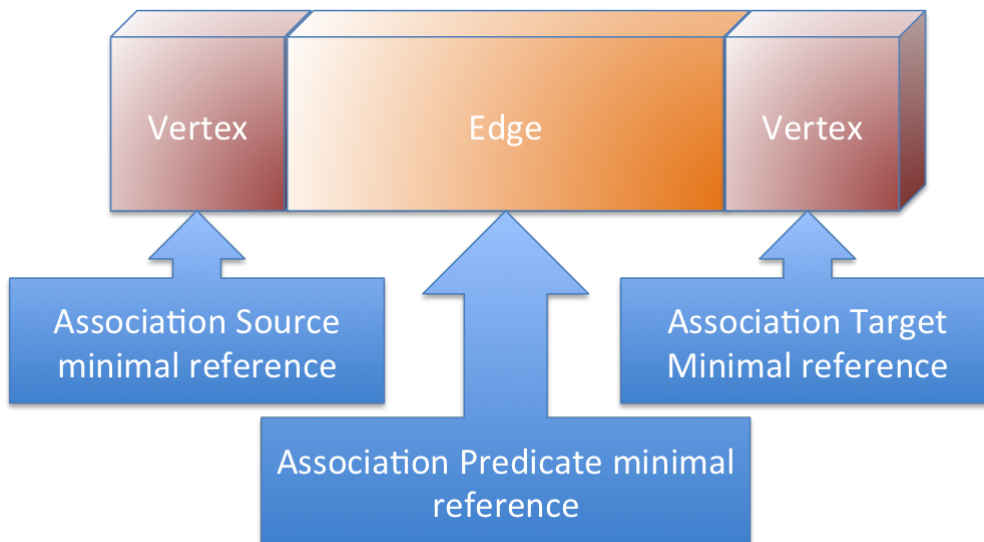 Vertex
Edge
Vertex
Association Source
minimal reference
Association Target
Minimal reference
Association Predicate minimal
reference